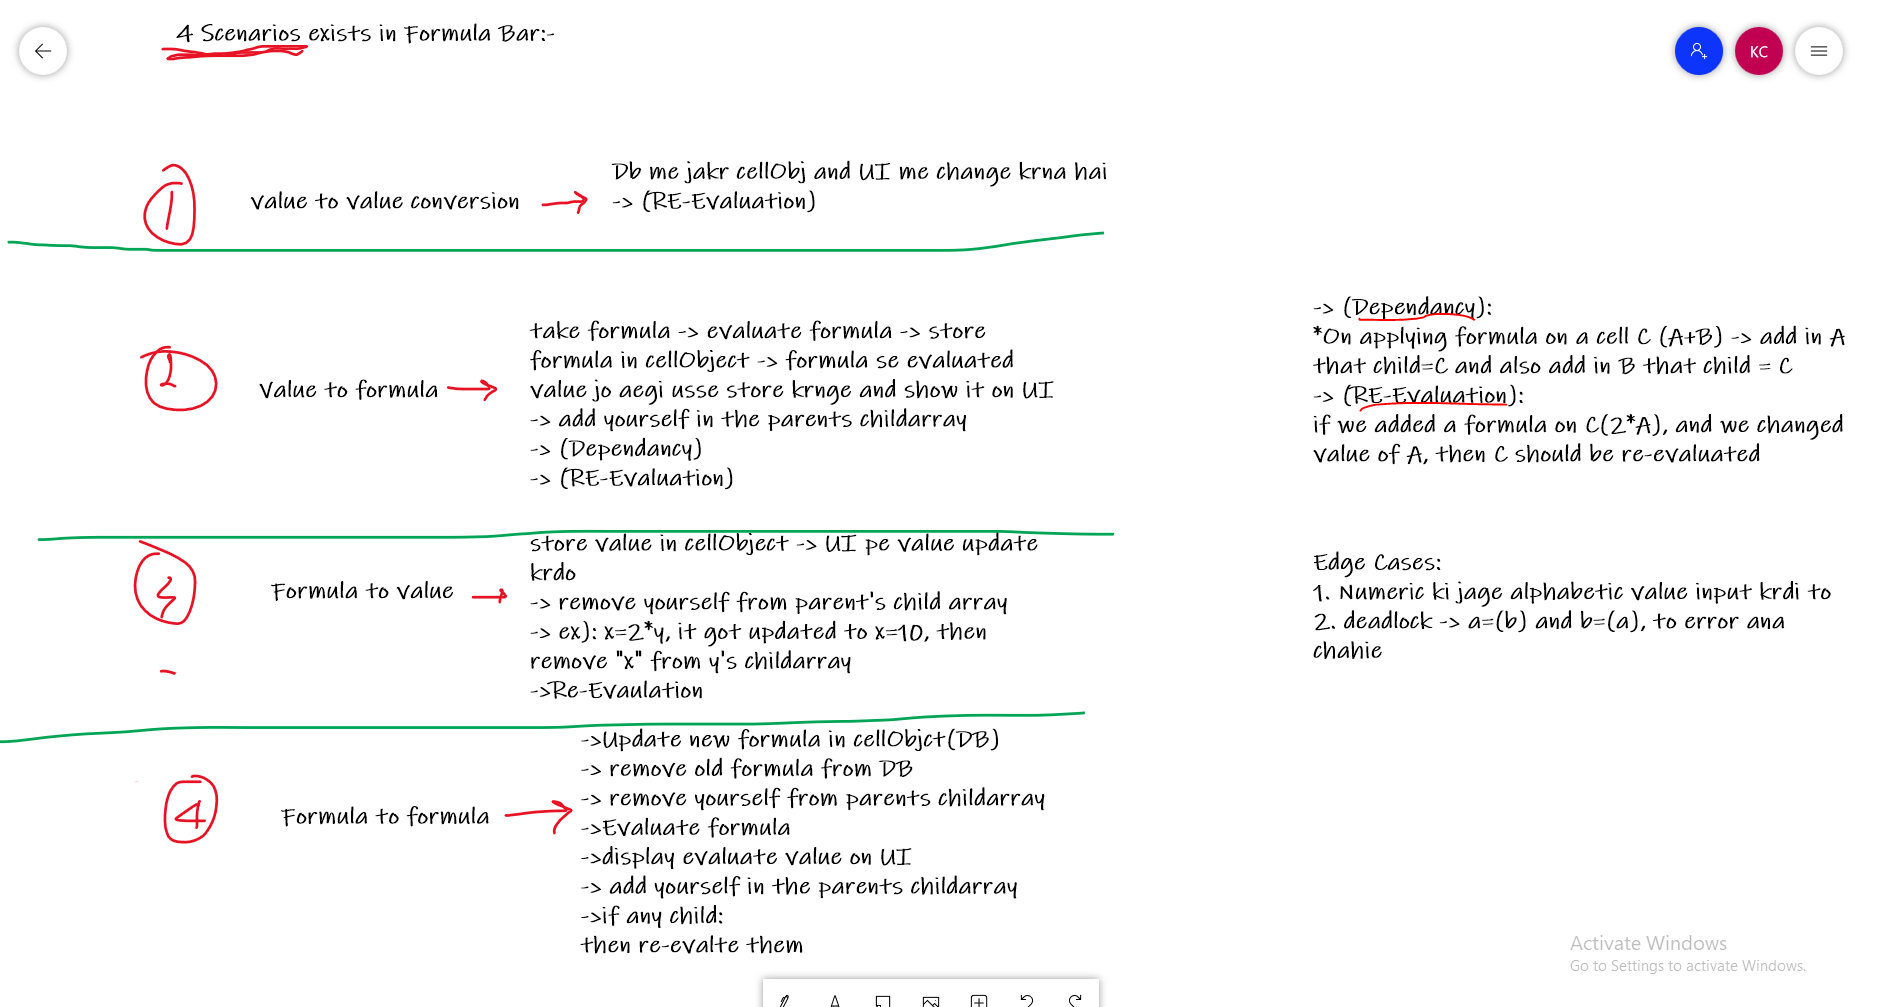 4 Scenarios exists in Formula Bar:-
KC
1
value to value conversion
Db me jakr cellObj and UI me change krna hai
-> (RE-Evaluation)
2
Value to formula
take formula -> evaluate formula -> store
formula in cellObject -> formula se evaluated
value jo aegi usse store krnge and show it on UI
-> add yourself in the parents childarray
-> (Dependancy)
-> (RE-Evaluation)
-> (Dependancy):
*On applying formula on a cell C (A+B) -> add in A
that child=C and also add in B that child = C
-> (RE-Evaluation):
if we added a formula on C(2*A), and we changed
value of A, then C should be re-evaluated
3
Formula to value
store value in cellObject -> UI pe value update
krdo
-> remove yourself from parent's child array
-> ex): x=2*y, it got updated to x=10, then
remove "x" from y's childarray
->Re-Evaulation
Edge Cases:
1. Numeric ki jage alphabetic value input krdi to
2. deadlock -> a=(b) and b=(a), to error ana
chahie
4
Formula to formula
->Update new formula in cellObjct(DB)
-> remove old formula from DB
-> remove yourself from parents childarray
->Evaluate formula
->display evaluate value on UI
-> add yourself in the parents childarray
->if any child:
then re-evalte them
Activate Windows
Go to Settings to activate Windows.